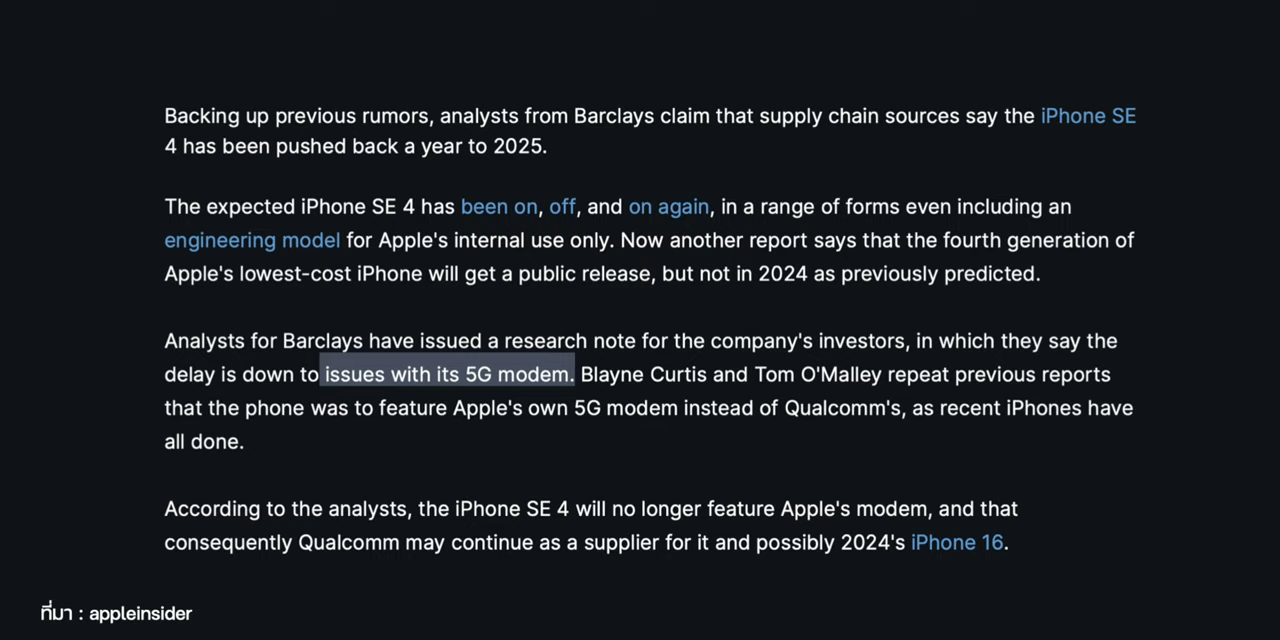 Backing up previous rumors, analysts from Barclays claim that supply chain sources say the iPhone SE
4 has been pushed back a year to 2025.
The expected iPhone SE 4 has been on, off, and on again, in a range of forms even including an
engineering model for Apple's internal use only. Now another report says that the fourth generation of
Apple's lowest-cost iPhone will get a public release, but not in 2024 as previously predicted.
Analysts for Barclays have issued a research note for the company's investors, in which they say the
delay is down to issues with its 5G modem. Blayne Curtis and Tom O'Malley repeat previous reports
that the phone was to feature Apple's own 5G modem instead of Qualcomm's, as recent iPhones have
all done.
According to the analysts, the iPhone SE 4 will no longer feature Apple's modem, and that
consequently Qualcomm may continue as a supplier for it and possibly 2024's iPhone 16.
ที่มา : appleinsider